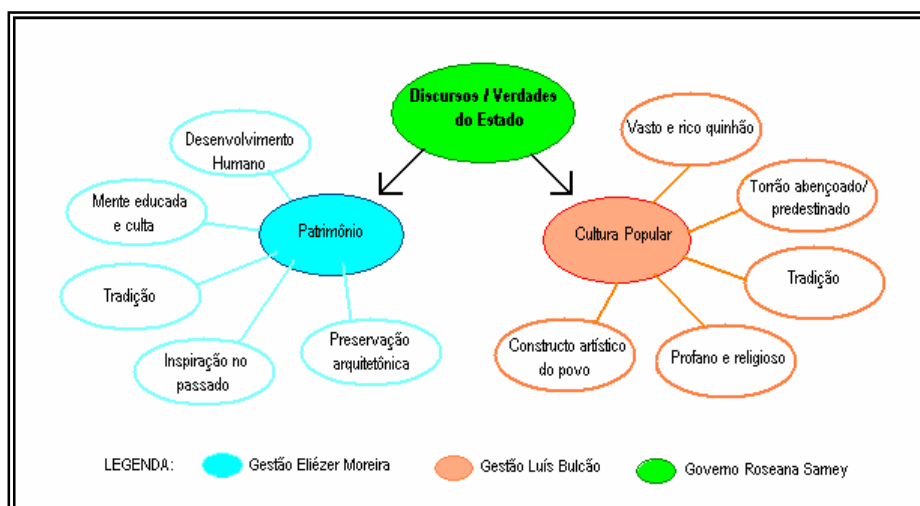 Discursos / Verdades
do Estado
Desenvolvimento
Humano
Mente educada
e culta
Tradição
Inspiração no
passado
Preservação
arquitetônica
Patrimônio
Vasto e rico quinhão
Torrão abençoado/
predestinado
Cultura Popular
Tradição
Profano e religioso
Constructo artístico
do povo
LEGENDA:
Gestão Eliézer Moreira
Gestão Luís Bulcão
Governo Roseana Sarney